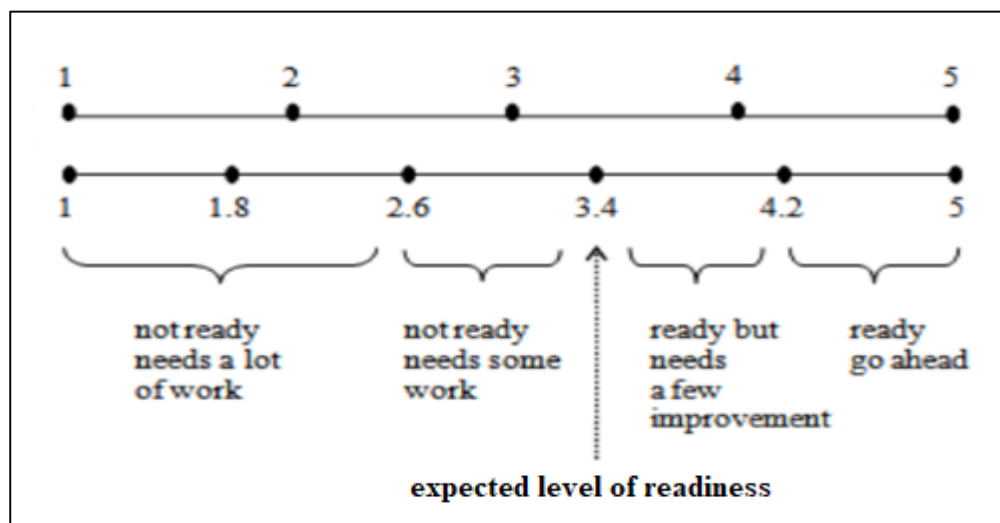 1 2 3 4 5
1 1.8 2.6 3.4 4.2 5
not ready
needs a lot
of work
not ready
needs some
work
ready but
needs
a few
improvement
ready
go ahead
expected level of readiness